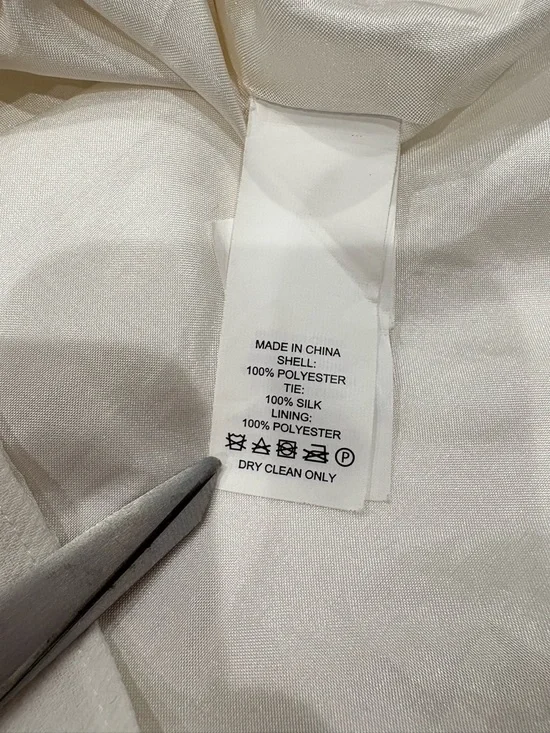 MADE IN CHINA
SHELL:
100% POLYESTER
TIE:
100% SILK
LINING:
100% POLYESTER
P
DRY CLEAN ONLY